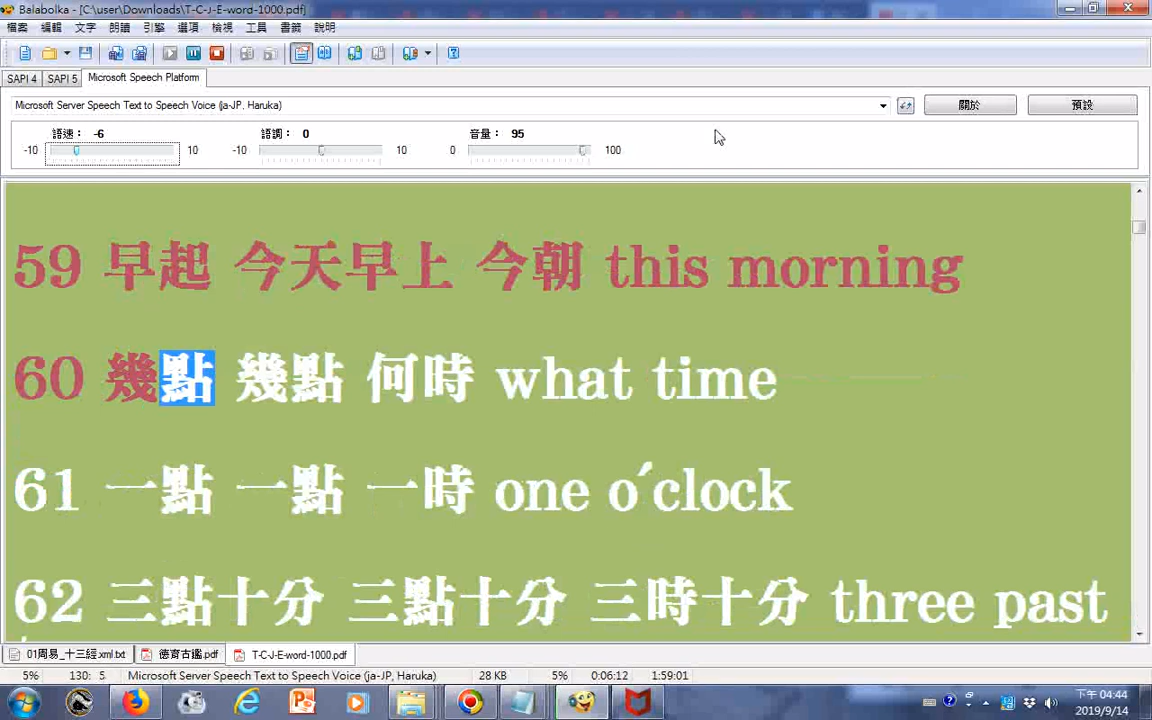 Balabolka - [C:\user\Downloads\T-C-J-E-word-1000.pdf]
檔案 編輯 文字 朗讀 引擎 選項 檢視 工具 書籤 說明
SAPI 4 SAPI 5 Microsoft Speech Platform
Microsoft Server Speech Text to Speech Voice (ja-JP, Haruka) 關於 預設
語速： -6 語調： 0 音量： 95
-10 10 -10 10 0 100
59 早起 今天早上 今朝 this morning
60 幾點 幾點 何時 what time
61 一點 一點 一時 one o´clock
62 三點十分 三點十分 三時十分 three past
01周易_十三經.xml.txt 德育古鑑.pdf T-C-J-E-word-1000.pdf
5% 130: 5 Microsoft Server Speech Text to Speech Voice (ja-JP, Haruka) 28 KB 5% 0:06:12 1:59:01
下午 04:44
2019/9/14